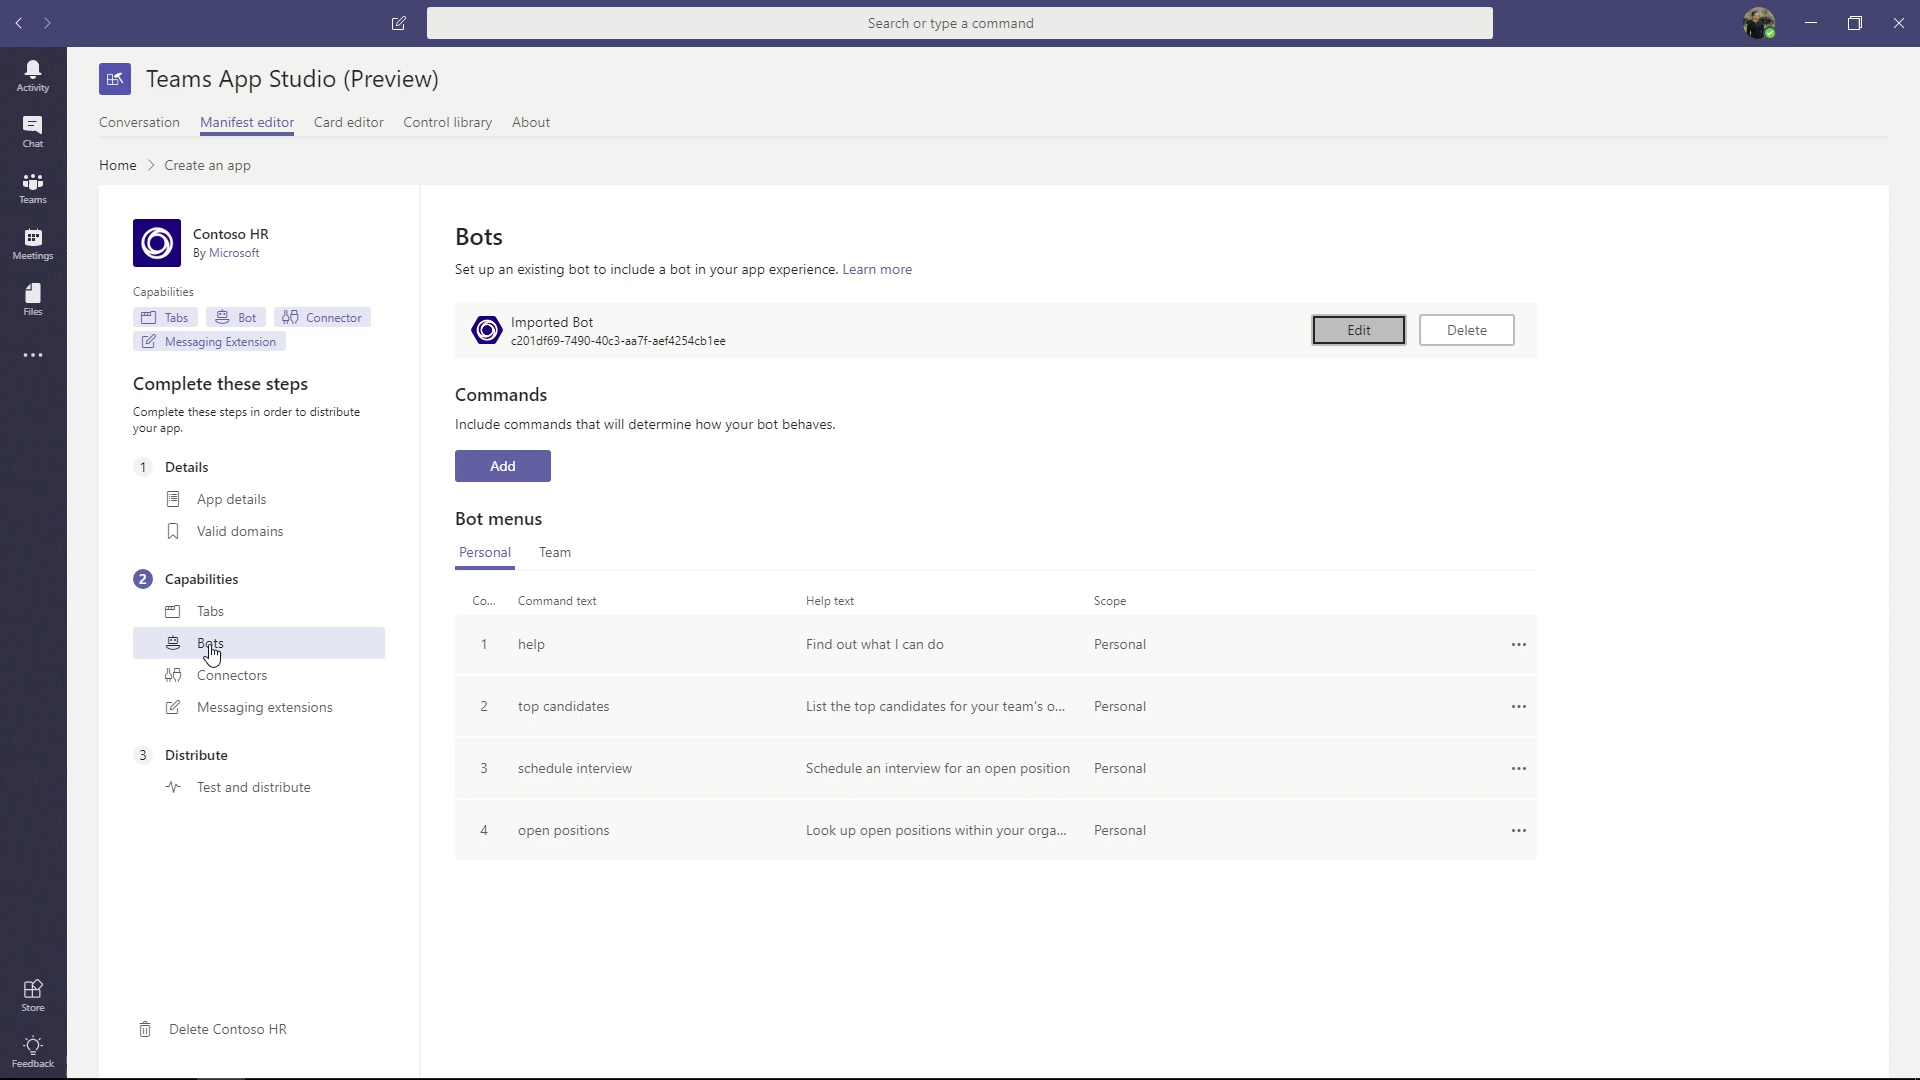 Search or type a command
Activity
Chat
Teams
Meetings
Files
Store
Feedback
Teams App Studio (Preview)
Conversation Manifest editor Card editor Control library About
Home > Create an app
Contoso HR
By Microsoft
Capabilities
Tabs Bot Connector
Messaging Extension
Complete these steps
Complete these steps in order to distribute
your app.
1 Details
App details
Valid domains
2 Capabilities
Tabs
Bots
Connectors
Messaging extensions
3 Distribute
Test and distribute
Delete Contoso HR
Bots
Set up an existing bot to include a bot in your app experience. Learn more
Imported Bot
c201df69-7490-40c3-aa7f-aef4254cb1ee
Edit Delete
Commands
Include commands that will determine how your bot behaves.
Add
Bot menus
Personal Team
Co... Command text Help text Scope
1 help Find out what I can do Personal ...
2 top candidates List the top candidates for your team's o... Personal ...
3 schedule interview Schedule an interview for an open position Personal ...
4 open positions Look up open positions within your orga... Personal ...